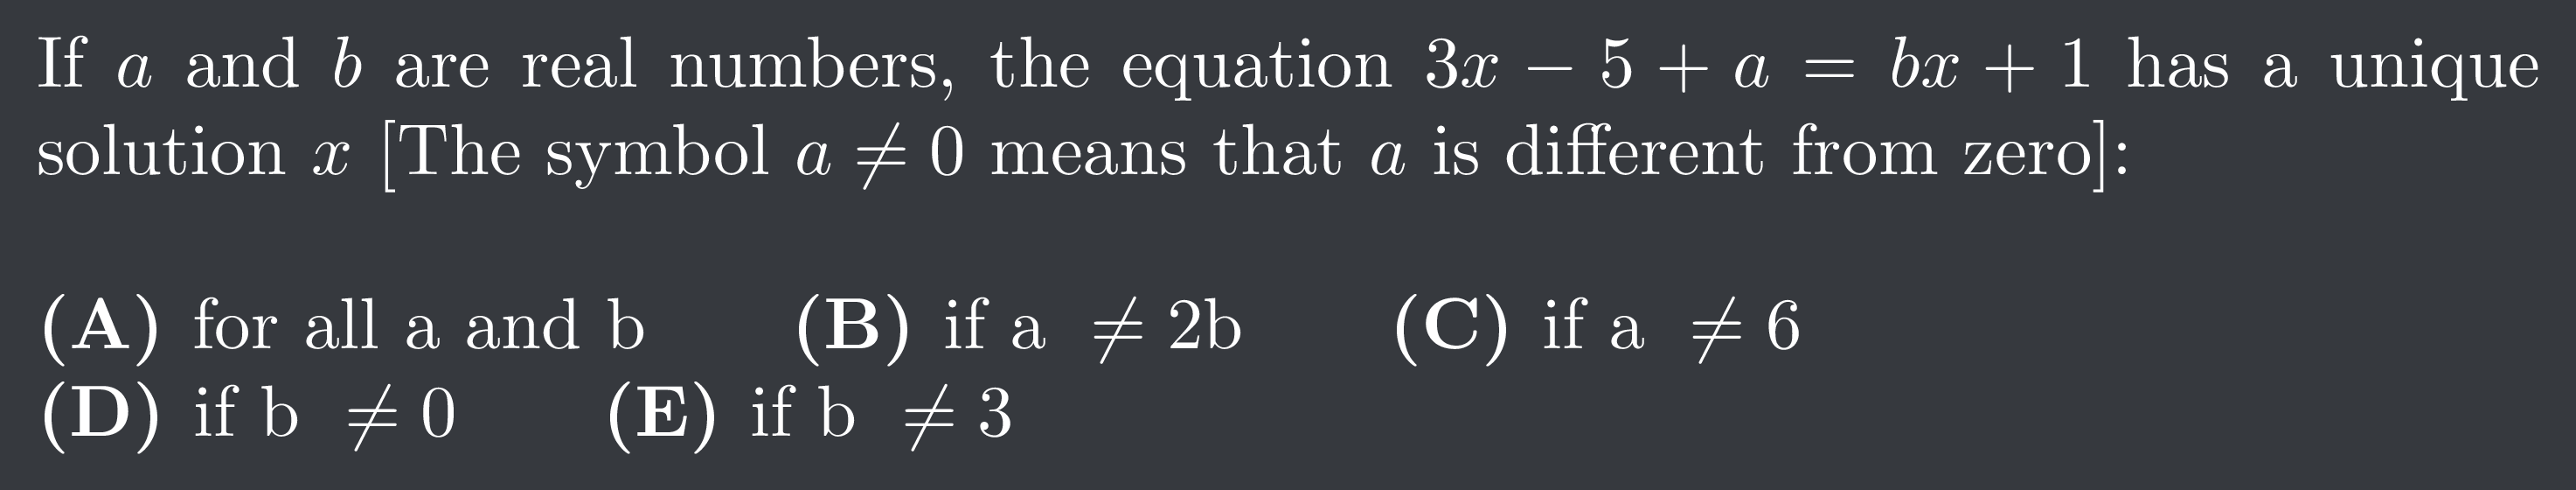 If a and b are real numbers, the equation 3x − 5 + a = bx + 1 has a unique
solution x [The symbol a ≠ 0 means that a is different from zero]:
(A) for all a and b (B) if a ≠ 2b (C) if a ≠ 6
(D) if b ≠ 0 (E) if b ≠ 3